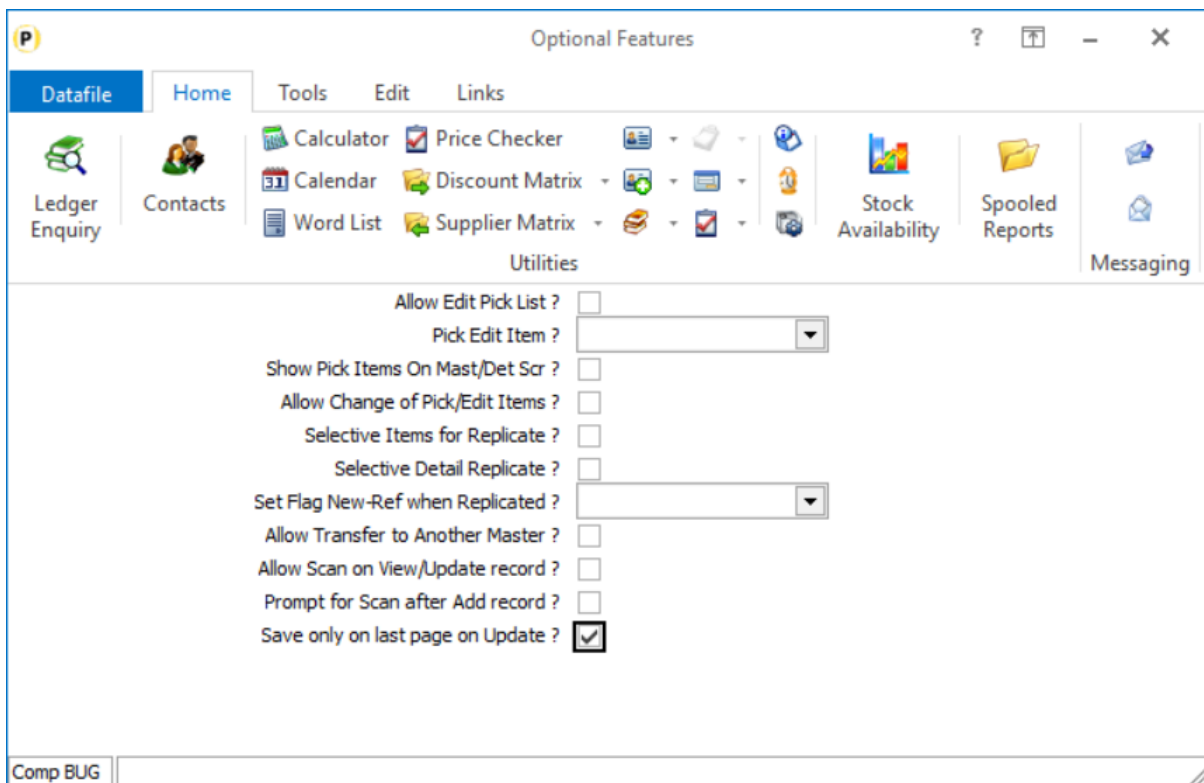 P
Optional Features
?
Datafile Home Tools Edit Links
Calculator Price Checker
31 Calendar Discount Matrix
Word List Supplier Matrix
Ledger
Enquiry
Contacts
Stock
Availability
Spooled
Reports
Utilities
Messaging
Allow Edit Pick List ?
Pick Edit Item ?
Show Pick Items On Mast/Det Scr ?
Allow Change of Pick/Edit Items ?
Selective Items for Replicate ?
Selective Detail Replicate ?
Set Flag New-Ref when Replicated ?
Allow Transfer to Another Master ?
Allow Scan on View/Update record ?
Prompt for Scan after Add record ?
Save only on last page on Update ?
Comp BUG